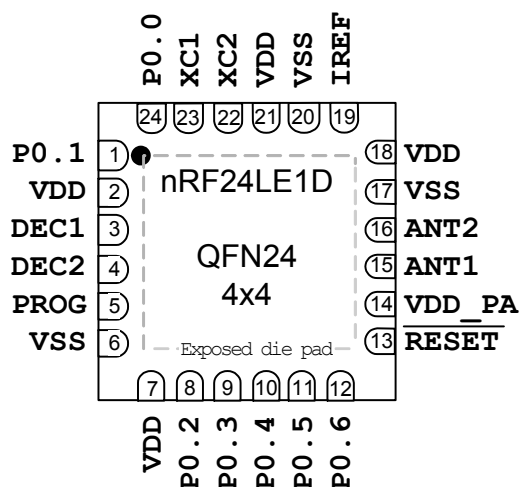 P0.0
XC1
XC2
VDD
VSS
IREF
24
23
22
21
20
19
P0.1 1
VDD 2
DEC1 3
DEC2 4
PROG 5
VSS 6
nRF24LE1D
QFN24
4x4
Exposed die pad
18 VDD
17 VSS
16 ANT2
15 ANT1
14 VDD_PA
13 RESET
7
8
9
10
11
12
VDD
P0.2
P0.3
P0.4
P0.5
P0.6